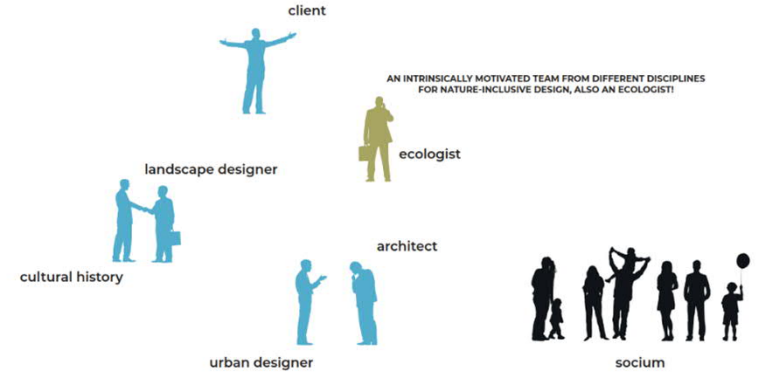 client
AN INTRINSICALLY MOTIVATED TEAM FROM DIFFERENT DISCIPLINES
FOR NATURE-INCLUSIVE DESIGN, ALSO AN ECOLOGIST!
ecologist
landscape designer
architect
cultural history
urban designer
socium